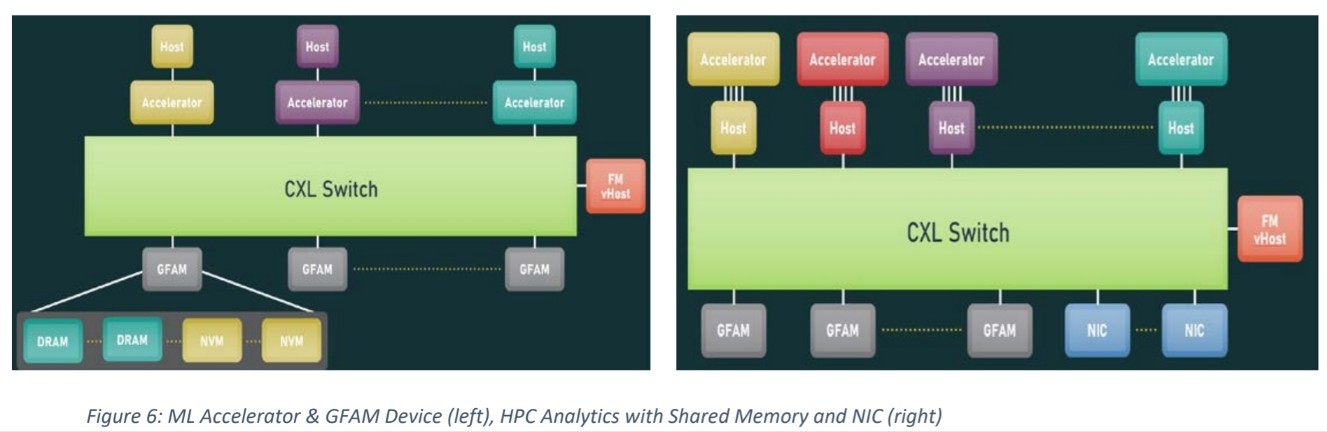 Host
Host
Host
Accelerator
Accelerator
Accelerator
CXL Switch
FM
vHost
GFAM
GFAM
GFAM
DRAM
DRAM
NVM
NVM
Accelerator
Accelerator
Accelerator
Accelerator
Host
Host
Host
Host
CXL Switch
FM
vHost
GFAM
GFAM
GFAM
NIC
NIC
Figure 6: ML Accelerator & GFAM Device (left), HPC Analytics with Shared Memory and NIC (right)